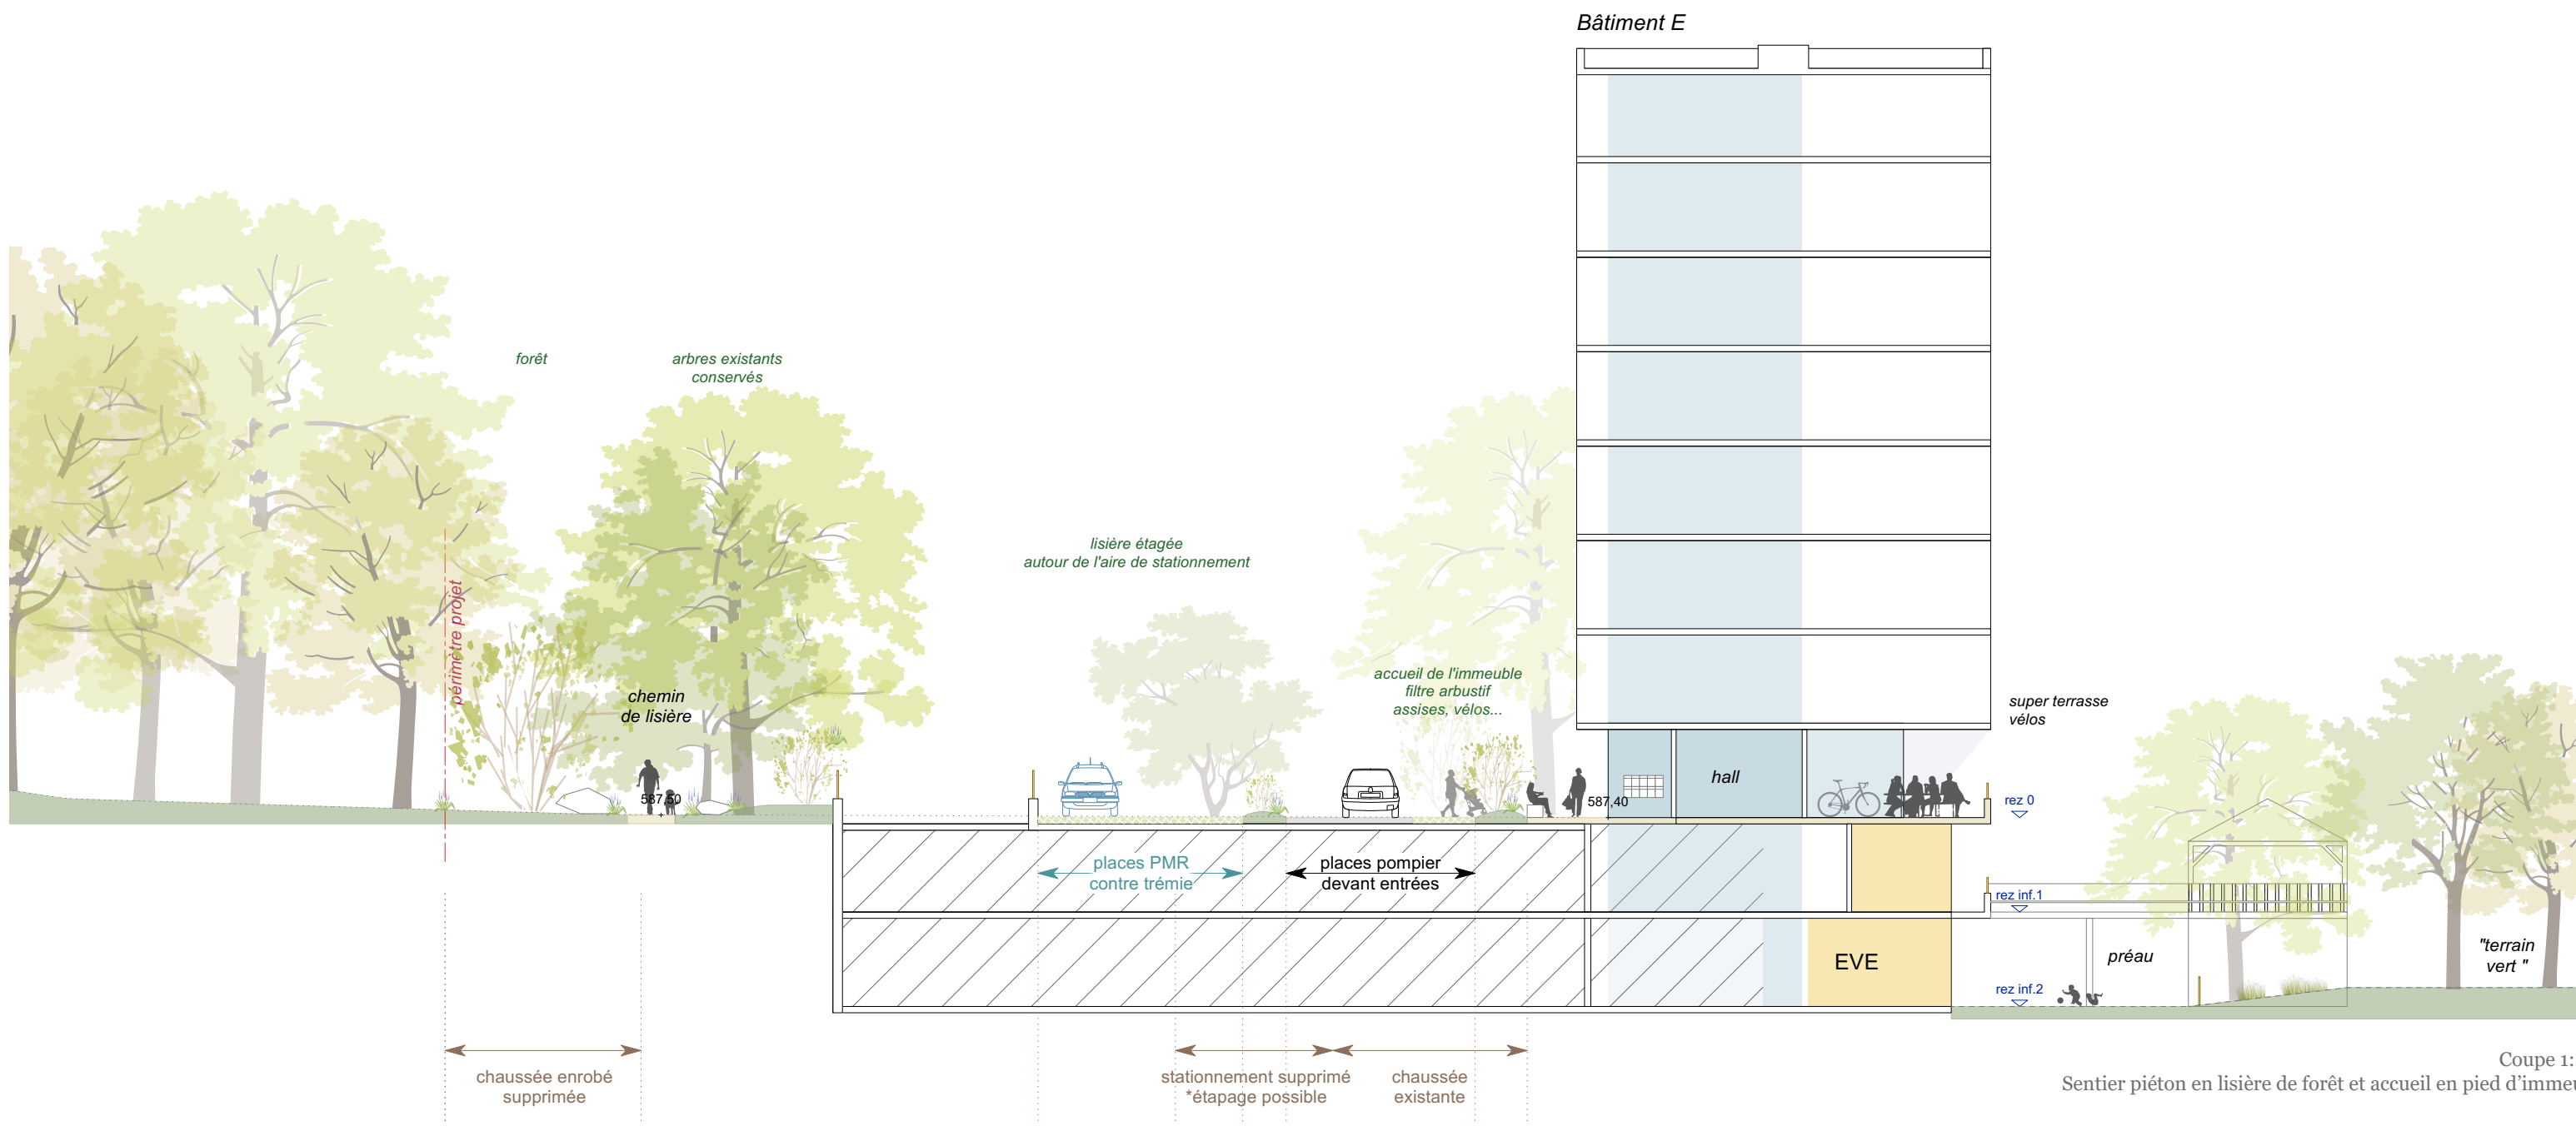 Bâtiment E
forêt
arbres existants
conservés
lisière étagée
autour de l'aire de stationnement
périmètre projet
chemin
de lisière
accueil de l'immeuble
filtre arbustif
assises, vélos...
super terrasse
vélos
hall
587,50
587,40
rez 0
places PMR
contre trémie
places pompier
devant entrées
rez inf.1
EVE
préau
"terrain
vert "
rez inf.2
chaussée enrobé
supprimée
stationnement supprimé
*étapage possible
chaussée
existante
Coupe 1:
Sentier piéton en lisière de forêt et accueil en pied d'immeu